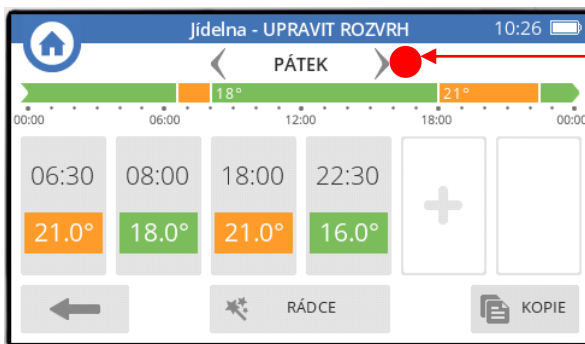 Jídelna - UPRAVIT ROZVRH 10:26
PÁTEK
18° 21°
00:00 06:00 12:00 18:00 00:00
06:30 08:00 18:00 22:30
21.0° 18.0° 21.0° 16.0°
RÁDCE KOPIE